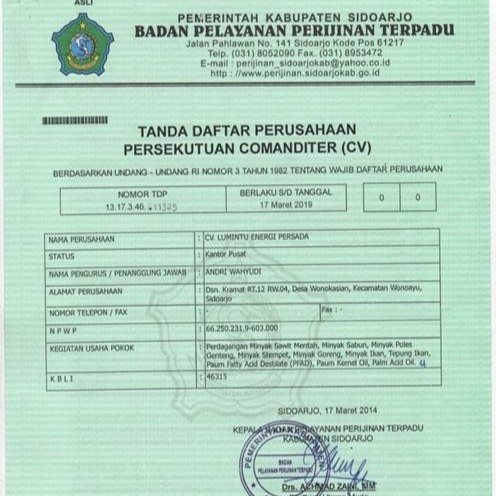 ASLI
PEMERINTAH KABUPATEN SIDOARJO
BADAN PELAYANAN PERIJINAN TERPADU
Jalan Pahlawan No. 141 Sidoarjo Kode Pos 61217
Telp. (031) 8052090 Fax. (031) 8953472
E-mail : perijinan_sidoarjokab@yahoo.co.id
http : //www.perijinan.sidoarjokab.go.id
TANDA DAFTAR PERUSAHAAN
PERSEKUTUAN COMANDITER (CV)
BERDASARKAN UNDANG - UNDANG RI NOMOR 3 TAHUN 1982 TENTANG WAJIB DAFTAR PERUSAHAAN
NOMOR TDP
13.17.3.46.
BERLAKU S/D TANGGAL
17 Maret 2019
0 0
NAMA PERUSAHAAN : CV. LUMINTU ENERGI PERSADA
STATUS : Kantor Pusat
NAMA PENGURUS / PENANGGUNG JAWAB : ANDRI WAHYUDI
ALAMAT PERUSAHAAN : Dsn. Kramat RT.12 RW.04, Desa Wonokasian, Kecamatan Wonoayu,
Sidoarjo
NOMOR TELEPON / FAX : - Fax : -
N P W P : 66.250.231.9-603.000
KEGIATAN USAHA POKOK : Perdagangan Minyak Sawit Mentah, Minyak Sabun, Minyak Poles
Genteng, Minyak Stempet, Minyak Goreng, Minyak Ikan, Tepung Ikan,
Paum Fatty Acid Destilate (PFAD), Paum Kernel Oil, Palm Acid Oil.
K B L I : 46315
SIDOARJO, 17 Maret 2014
KEPALA BADAN PELAYANAN PERIJINAN TERPADU
KABUPATEN SIDOARJO
PEMERINTAH KABUPATEN
BADAN
PELAYANAN PERIJINAN TERPADU
Drs. ACHMAD ZAINI, MM